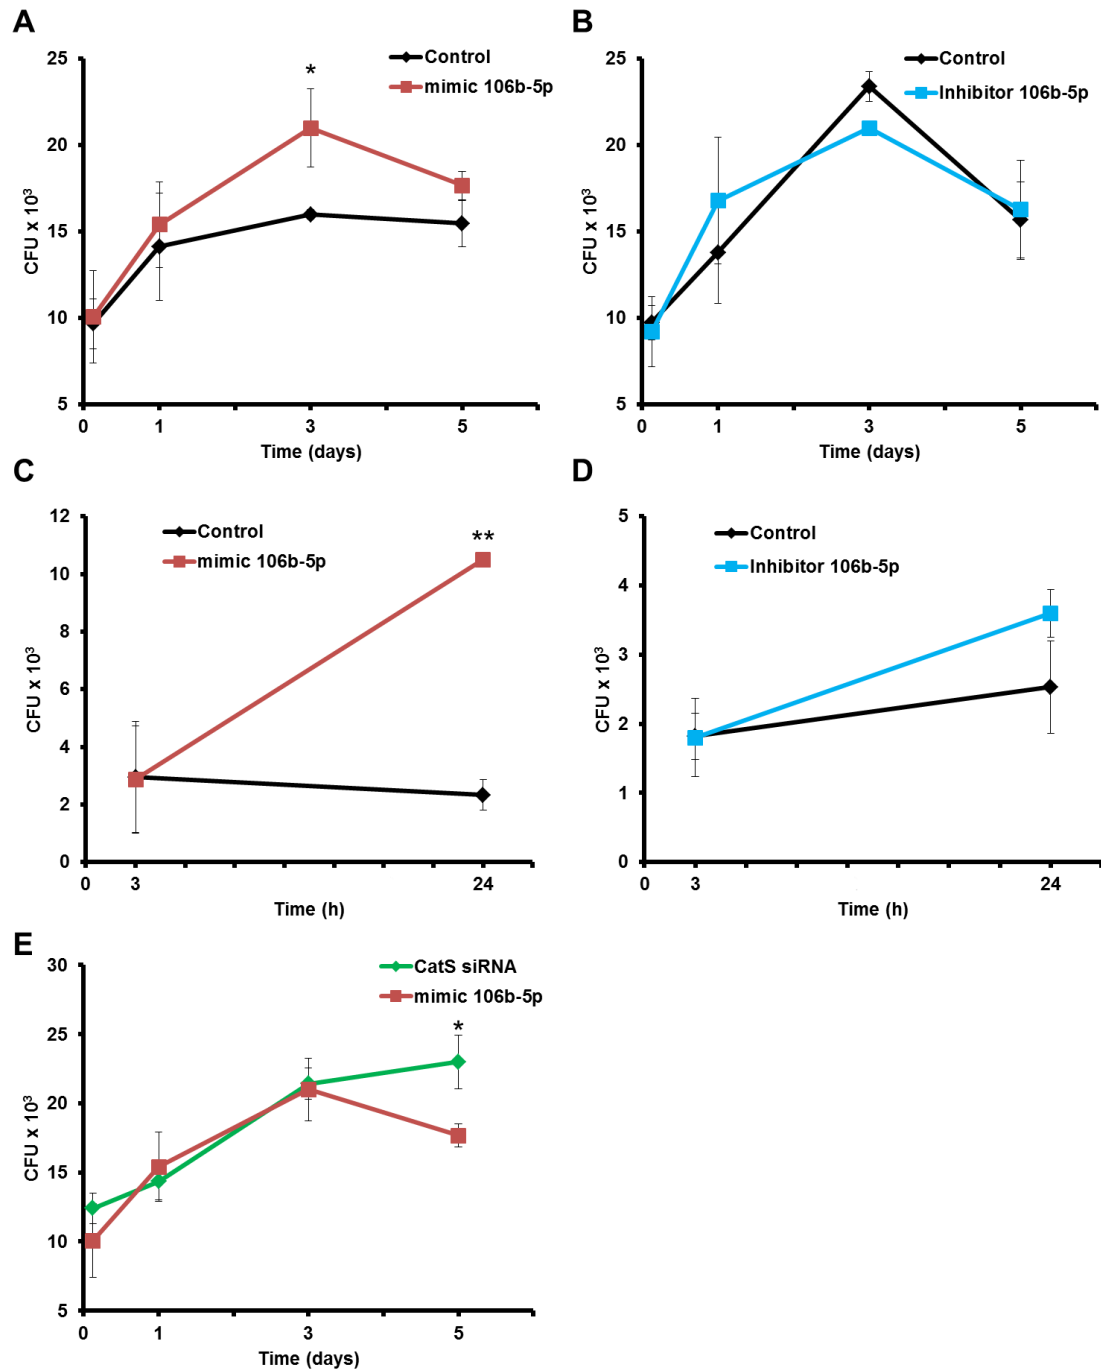 A
Control
mimic 106b-5p
*
25
20
15
10
5
CFU x 10³
0 1 3 5
Time (days)
B
Control
Inhibitor 106b-5p
25
20
15
10
5
CFU x 10³
0 1 3 5
Time (days)
C
Control
mimic 106b-5p
**
12
10
8
6
4
2
0
CFU x 10³
0 3 24
Time (h)
D
Control
Inhibitor 106b-5p
5
4
3
2
1
0
CFU x 10³
0 3 24
Time (h)
E
CatS siRNA
mimic 106b-5p
*
30
25
20
15
10
5
CFU x 10³
0 1 3 5
Time (days)